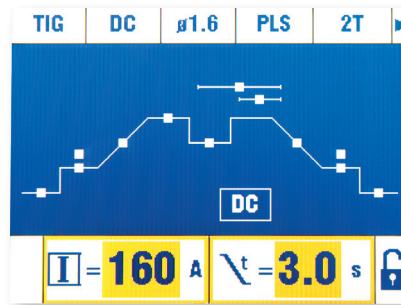 TIG DC ø1.6 PLS 2T
DC
I = 160 A t = 3.0 s